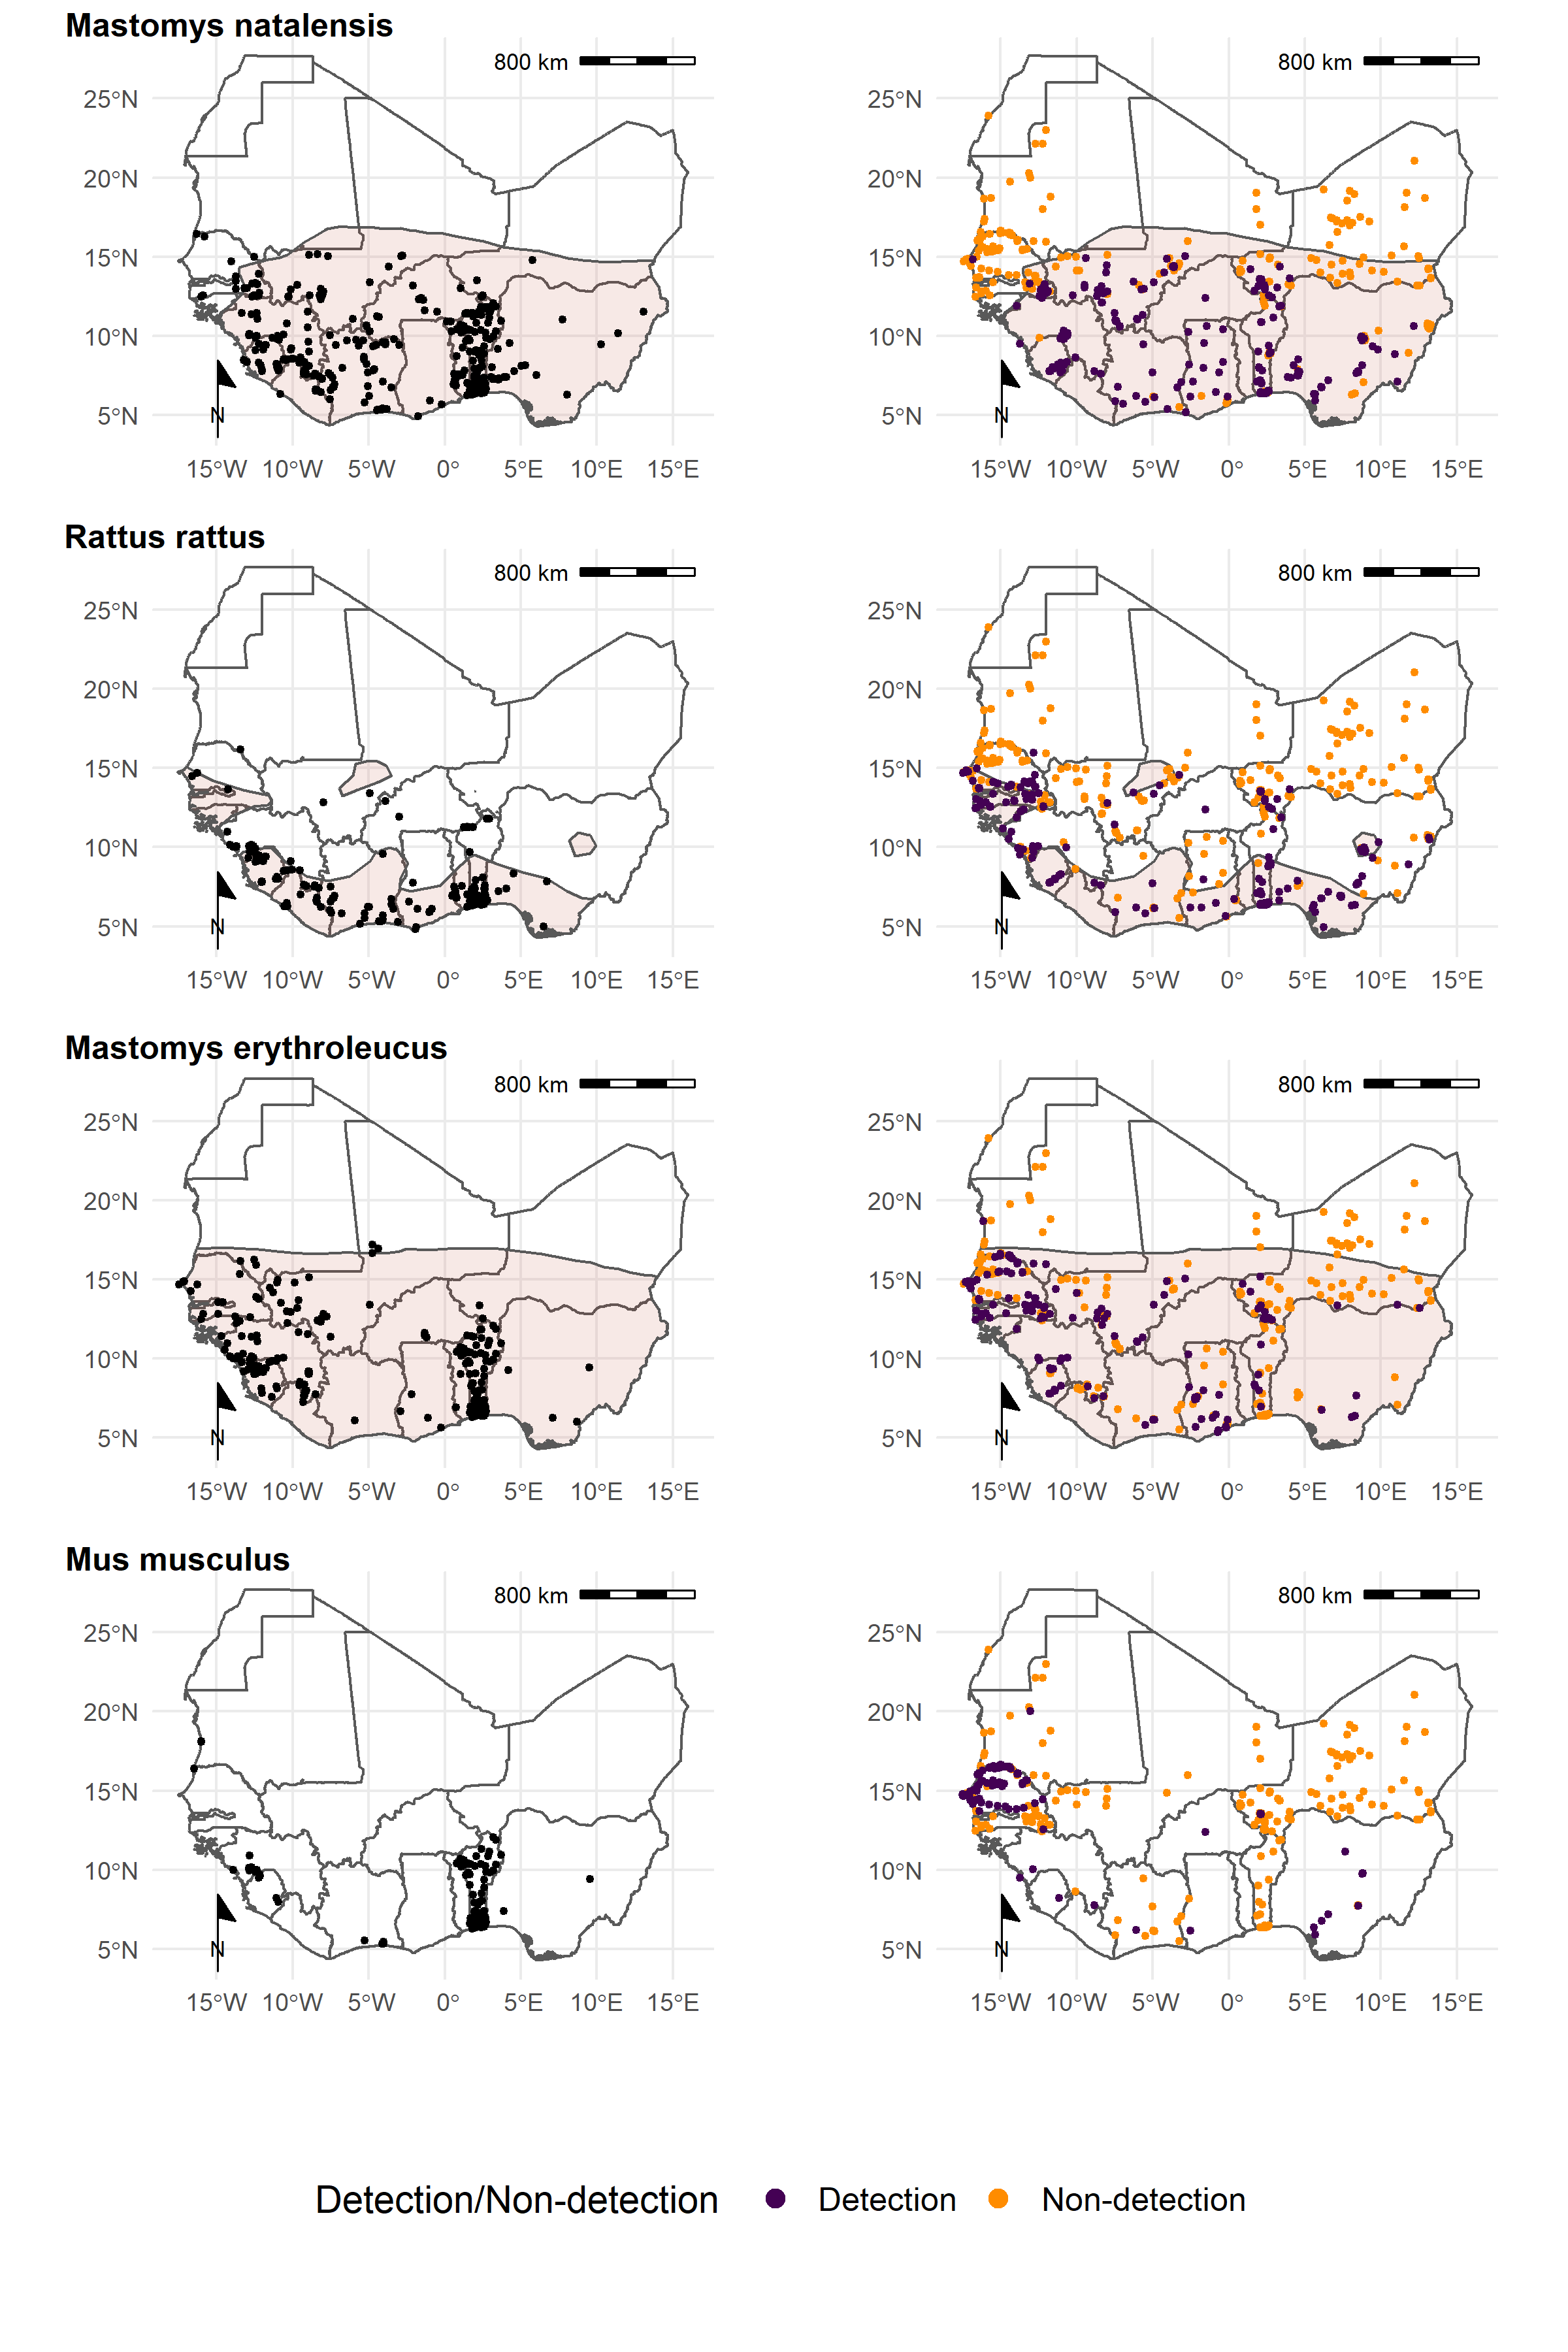 Mastomys natalensis
800 km 800 km
25°N 25°N
20°N 20°N
15°N 15°N
10°N 10°N
5°N 5°N
N N
15°W 10°W 5°W 0° 5°E 10°E 15°E 15°W 10°W 5°W 0° 5°E 10°E 15°E
Rattus rattus
800 km 800 km
25°N 25°N
20°N 20°N
15°N 15°N
10°N 10°N
5°N 5°N
N N
15°W 10°W 5°W 0° 5°E 10°E 15°E 15°W 10°W 5°W 0° 5°E 10°E 15°E
Mastomys erythroleucus
800 km 800 km
25°N 25°N
20°N 20°N
15°N 15°N
10°N 10°N
5°N 5°N
N N
15°W 10°W 5°W 0° 5°E 10°E 15°E 15°W 10°W 5°W 0° 5°E 10°E 15°E
Mus musculus
800 km 800 km
25°N 25°N
20°N 20°N
15°N 15°N
10°N 10°N
5°N 5°N
N N
15°W 10°W 5°W 0° 5°E 10°E 15°E 15°W 10°W 5°W 0° 5°E 10°E 15°E
Detection/Non-detection Detection Non-detection